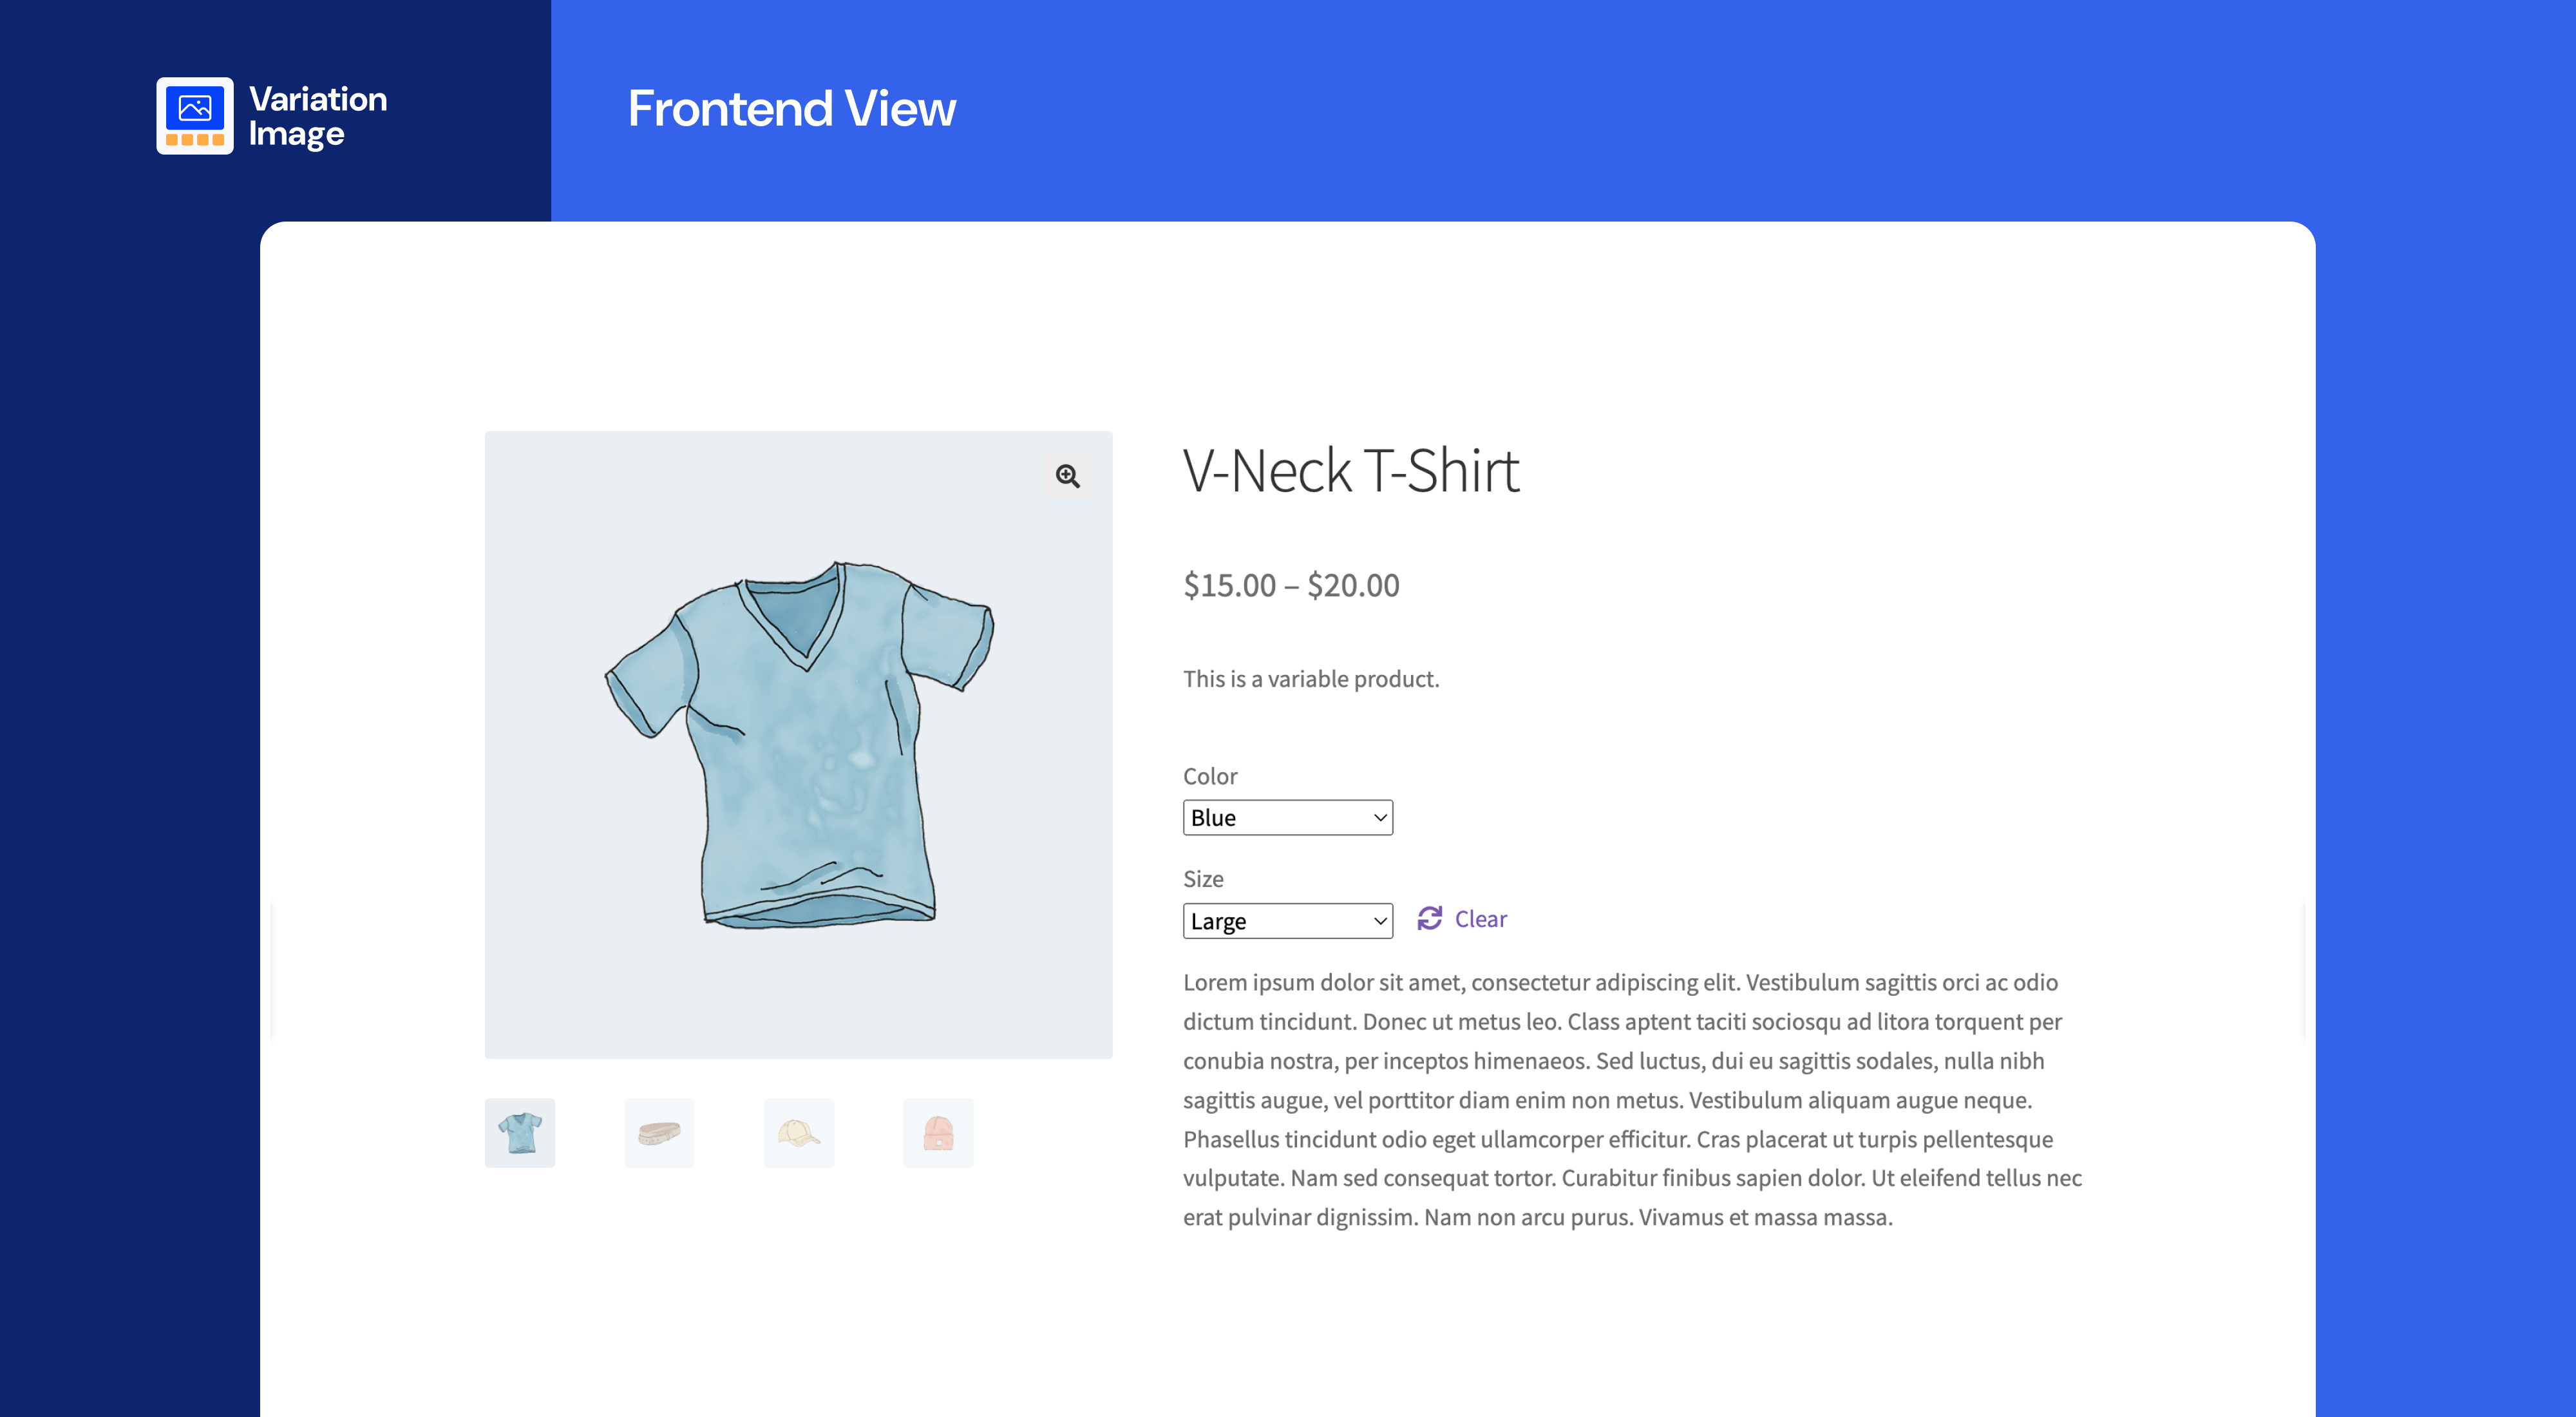 Variation
Image
Frontend View
V-Neck T-Shirt
$15.00 – $20.00
This is a variable product.
Color
Blue
Size
Large
Clear
Lorem ipsum dolor sit amet, consectetur adipiscing elit. Vestibulum sagittis orci ac odio
dictum tincidunt. Donec ut metus leo. Class aptent taciti sociosqu ad litora torquent per
conubia nostra, per inceptos himenaeos. Sed luctus, dui eu sagittis sodales, nulla nibh
sagittis augue, vel porttitor diam enim non metus. Vestibulum aliquam augue neque.
Phasellus tincidunt odio eget ullamcorper efficitur. Cras placerat ut turpis pellentesque
vulputate. Nam sed consequat tortor. Curabitur finibus sapien dolor. Ut eleifend tellus nec
erat pulvinar dignissim. Nam non arcu purus. Vivamus et massa massa.